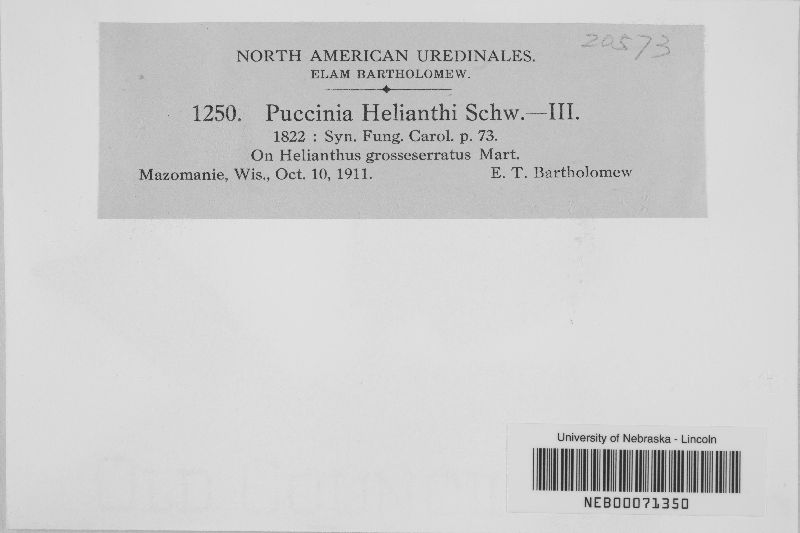 20573
NORTH AMERICAN UREDINALES.
ELAM BARTHOLOMEW.
1250. Puccinia Helianthi Schw.—III.
1822 : Syn. Fung. Carol. p. 73.
On Helianthus grosseserratus Mart.
Mazomanie, Wis., Oct. 10, 1911. E. T. Bartholomew
University of Nebraska - Lincoln
NEB00071350